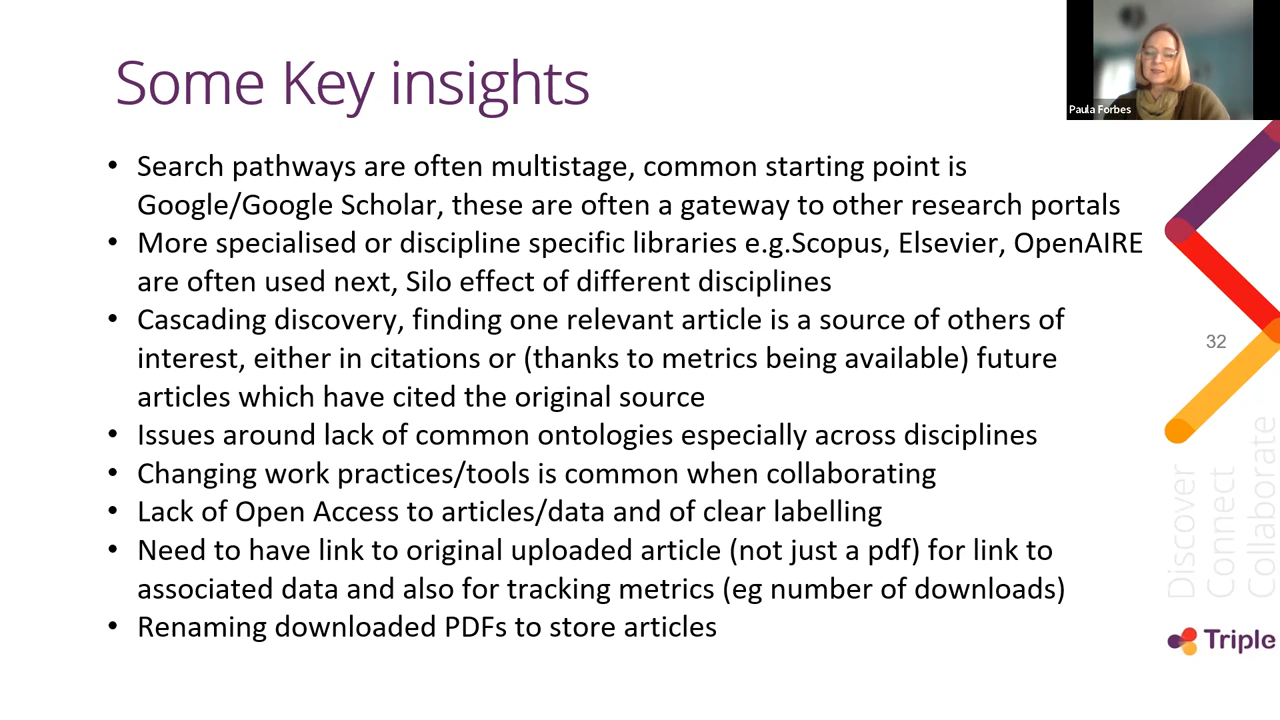 Some Key insights
Paula Forbes
• Search pathways are often multistage, common starting point is
Google/Google Scholar, these are often a gateway to other research portals
• More specialised or discipline specific libraries e.g.Scopus, Elsevier, OpenAIRE
are often used next, Silo effect of different disciplines
• Cascading discovery, finding one relevant article is a source of others of
interest, either in citations or (thanks to metrics being available) future
articles which have cited the original source
• Issues around lack of common ontologies especially across disciplines
• Changing work practices/tools is common when collaborating
• Lack of Open Access to articles/data and of clear labelling
• Need to have link to original uploaded article (not just a pdf) for link to
associated data and also for tracking metrics (eg number of downloads)
• Renaming downloaded PDFs to store articles
32
Discover
Connect
Collaborate
Triple